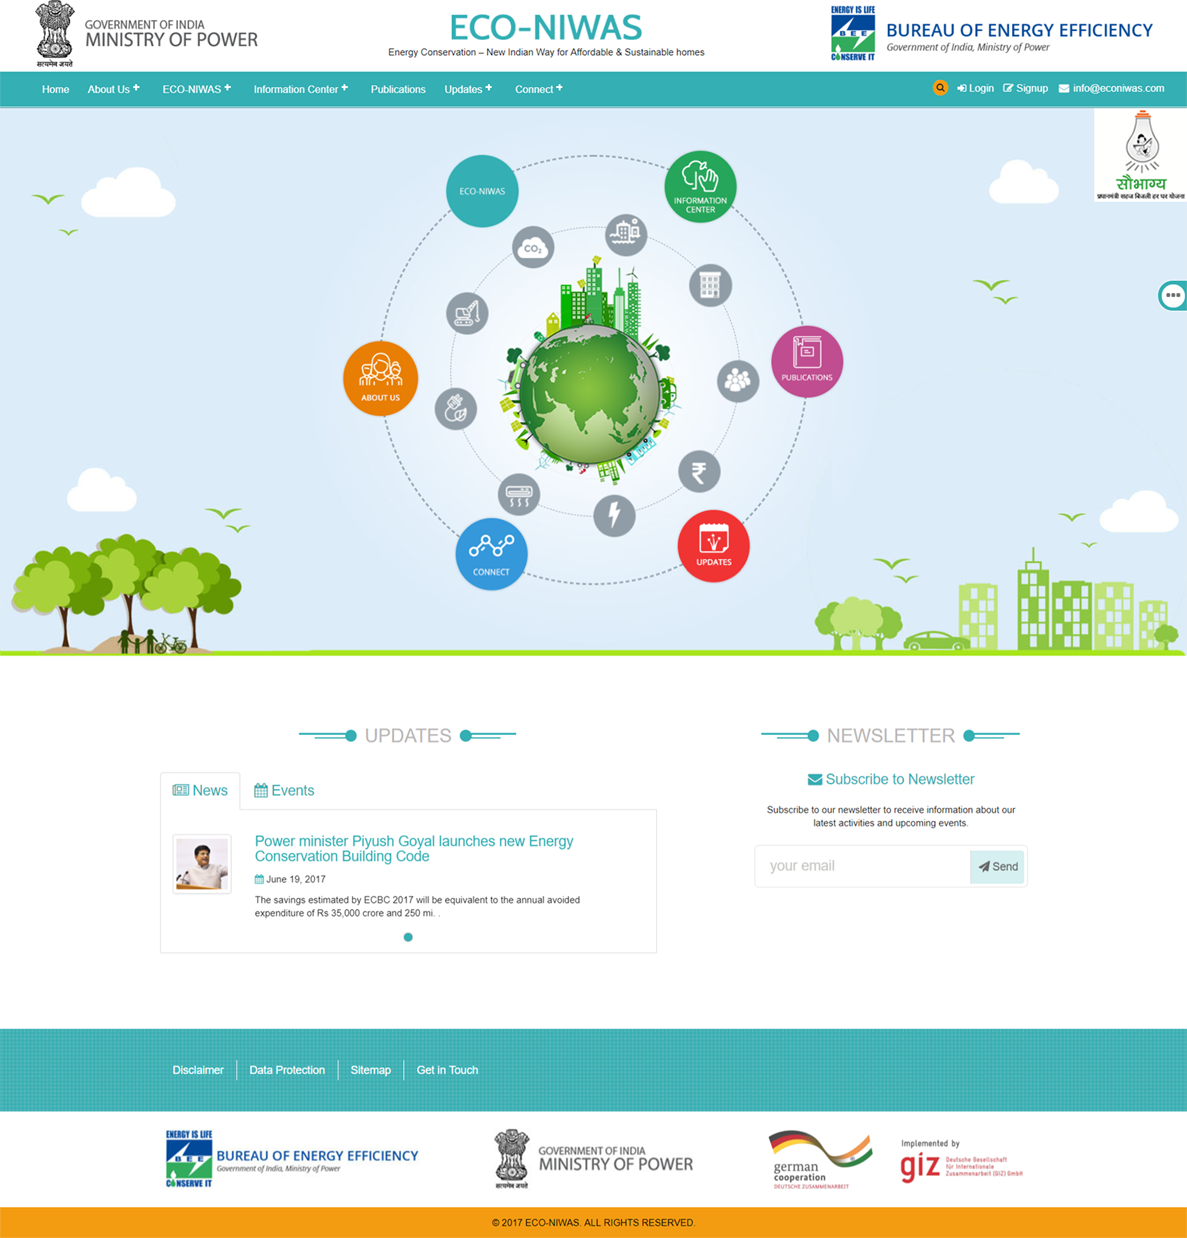 GOVERNMENT OF INDIA
MINISTRY OF POWER
सत्यमेव जयते
ECO-NIWAS
Energy Conservation – New Indian Way for Affordable & Sustainable homes
ENERGY IS LIFE
BEE
CONSERVE IT
BUREAU OF ENERGY EFFICIENCY
Government of India, Ministry of Power
Home
About Us +
ECO-NIWAS +
Information Center +
Publications
Updates +
Connect +
Login
Signup
info@econiwas.com
सौभाग्य
प्रधानमंत्री सहज बिजली हर घर योजना
ECO-NIWAS
INFORMATION
CENTER
CO2
PUBLICATIONS
ABOUT US
₹
UPDATES
CONNECT
UPDATES
NEWSLETTER
News
Events
Subscribe to Newsletter
Subscribe to our newsletter to receive information about our
latest activities and upcoming events.
your email
Send
Power minister Piyush Goyal launches new Energy
Conservation Building Code
June 19, 2017
The savings estimated by ECBC 2017 will be equivalent to the annual avoided
expenditure of Rs 35,000 crore and 250 mi. .
Disclaimer
Data Protection
Sitemap
Get in Touch
ENERGY IS LIFE
BEE
CONSERVE IT
BUREAU OF ENERGY EFFICIENCY
Government of India, Ministry of Power
GOVERNMENT OF INDIA
MINISTRY OF POWER
सत्यमेव जयते
german
cooperation
DEUTSCHE ZUSAMMENARBEIT
Implemented by
giz
Deutsche Gesellschaft
für Internationale
Zusammenarbeit (GIZ) GmbH
© 2017 ECO-NIWAS. ALL RIGHTS RESERVED.